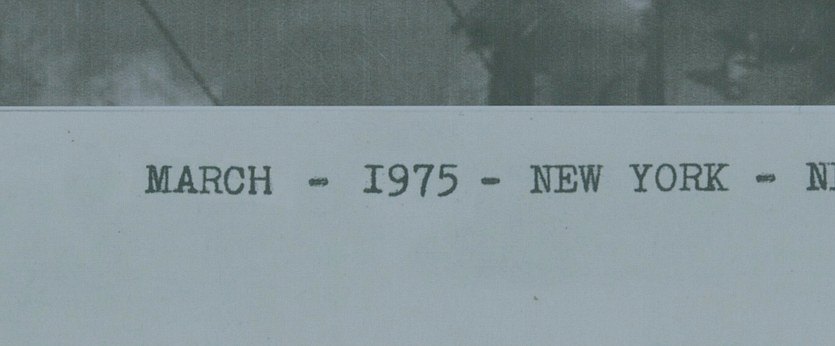 MARCH - 1975 - NEW YORK -